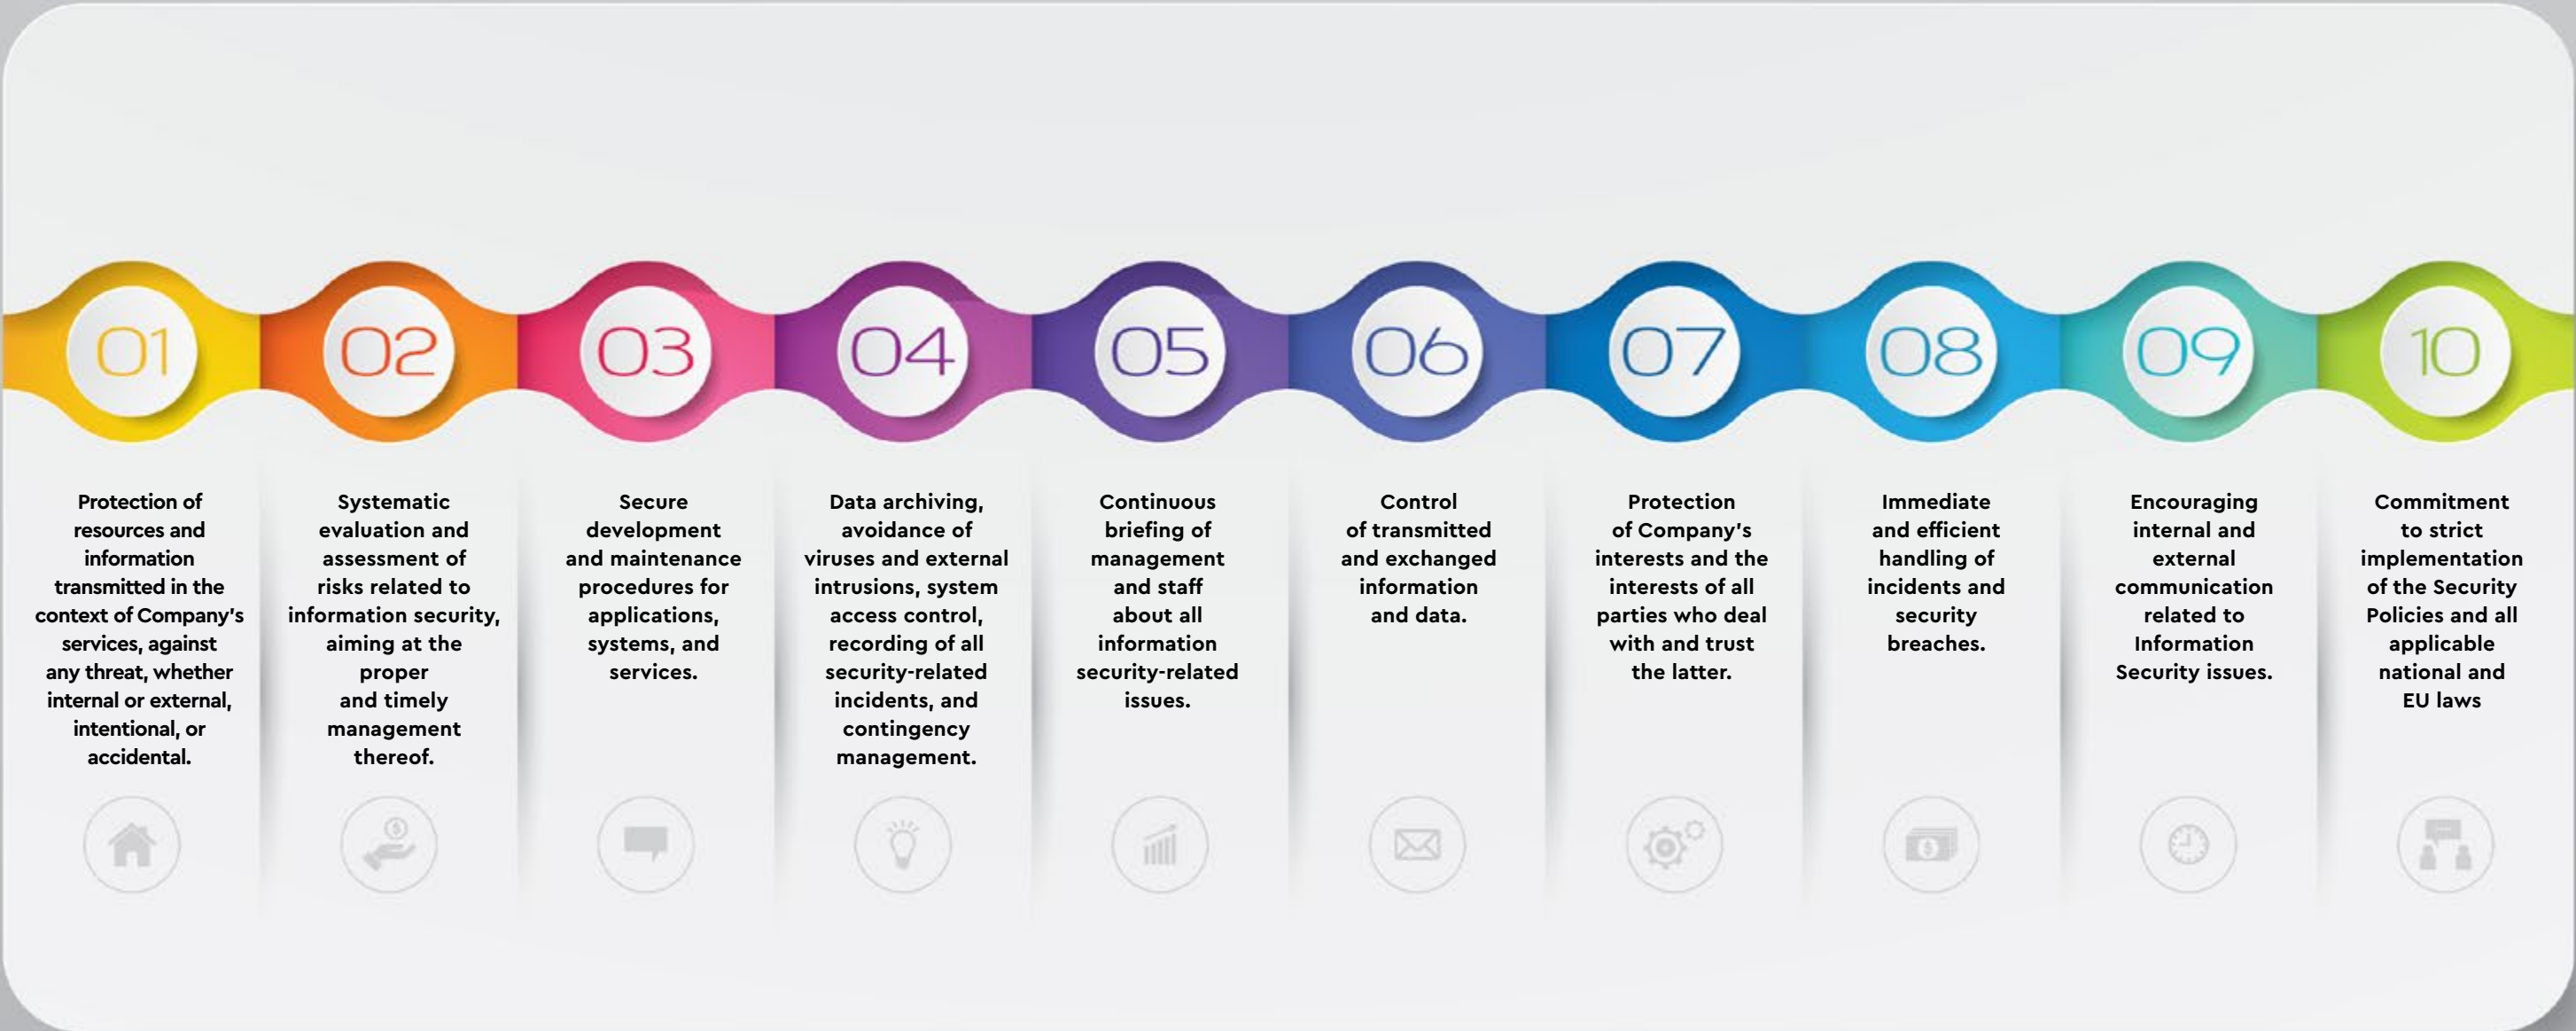 01
Protection of
resources and
information
transmitted in the
context of Company's
services, against
any threat, whether
internal or external,
intentional, or
accidental.
02
Systematic
evaluation and
assessment of
risks related to
information security,
aiming at the
proper
and timely
management
thereof.
03
Secure
development
and maintenance
procedures for
applications,
systems, and
services.
04
Data archiving,
avoidance of
viruses and external
intrusions, system
access control,
recording of all
security-related
incidents, and
contingency
management.
05
Continuous
briefing of
management
and staff
about all
information
security-related
issues.
06
Control
of transmitted
and exchanged
information
and data.
07
Protection
of Company's
interests and the
interests of all
parties who deal
with and trust
the latter.
08
Immediate
and efficient
handling of
incidents and
security
breaches.
09
Encouraging
internal and
external
communication
related to
Information
Security issues.
10
Commitment
to strict
implementation
of the Security
Policies and all
applicable
national and
EU laws